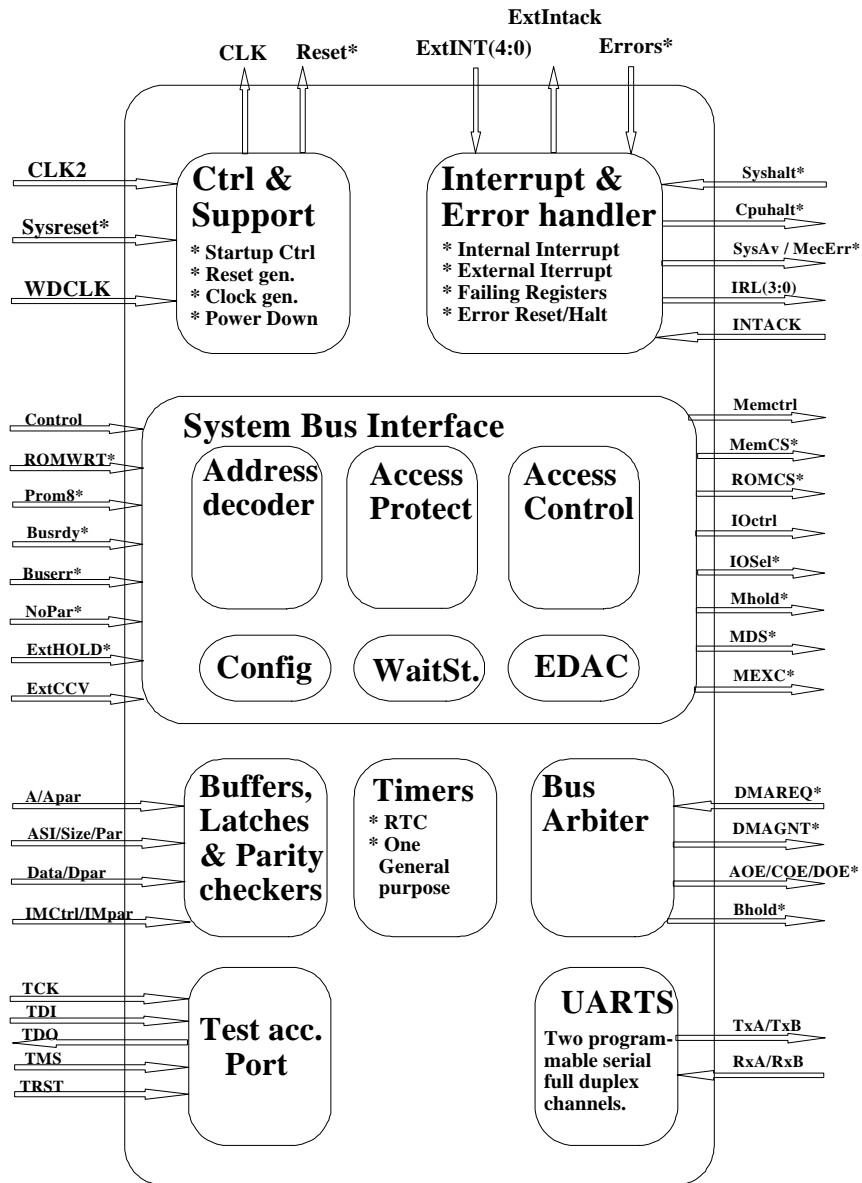 ExtIntack
CLK
Reset*
ExtINT(4:0)
Errors*
CLK2
Sysreset*
WDCLK
Ctrl &
Support
* Startup Ctrl
* Reset gen.
* Clock gen.
* Power Down
Interrupt &
Error handler
* Internal Interrupt
* External Iterrupt
* Failing Registers
* Error Reset/Halt
Syshalt*
Cpuhalt*
SysAv / MecErr*
IRL(3:0)
INTACK
Control
ROMWRT*
Prom8*
Busrdy*
Buserr*
NoPar*
ExtHOLD*
ExtCCV
System Bus Interface
Address
decoder
Access
Protect
Access
Control
Config
WaitSt.
EDAC
Memctrl
MemCS*
ROMCS*
IOctrl
IOSel*
Mhold*
MDS*
MEXC*
A/Apar
ASI/Size/Par
Data/Dpar
IMCtrl/IMpar
Buffers,
Latches
& Parity
checkers
Timers
* RTC
* One
General
purpose
Bus
Arbiter
DMAREQ*
DMAGNT*
AOE/COE/DOE*
Bhold*
TCK
TDI
TDO
TMS
TRST
Test acc.
Port
UARTS
Two program-
mable serial
full duplex
channels.
TxA/TxB
RxA/RxB